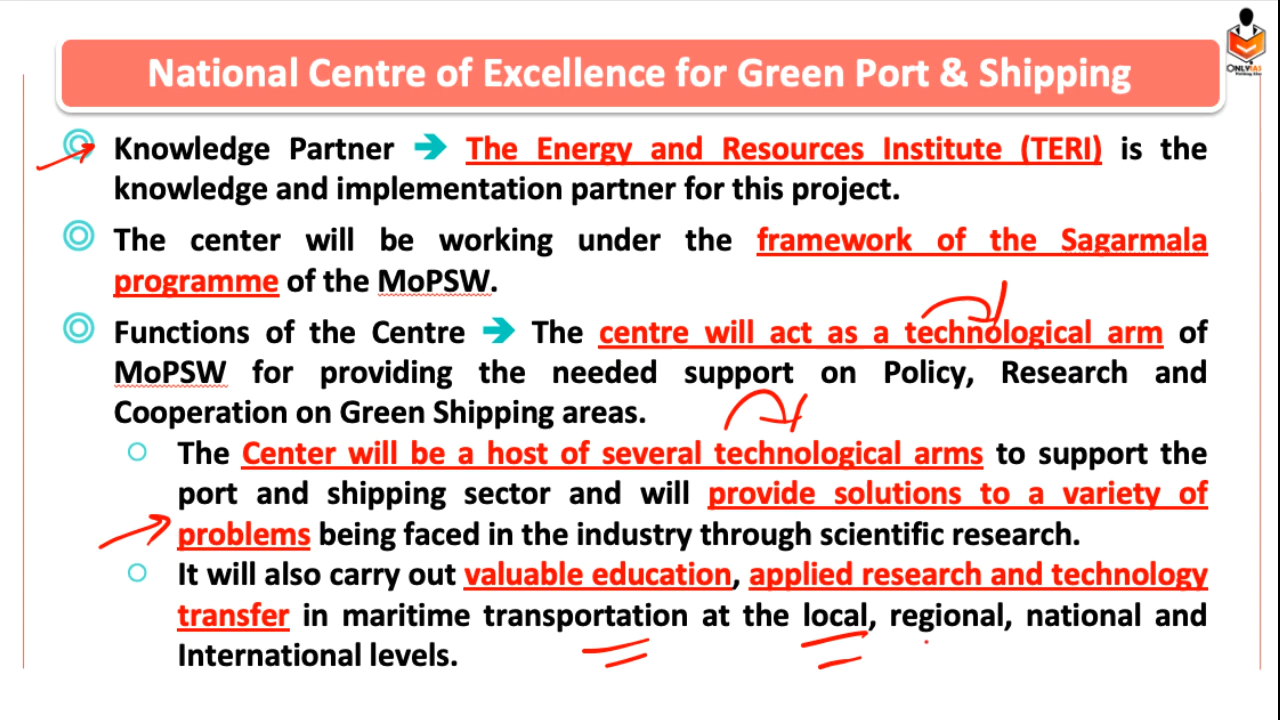 National Centre of Excellence for Green Port & Shipping
ONLYIAS
Knowledge Partner → The Energy and Resources Institute (TERI) is the
knowledge and implementation partner for this project.
The center will be working under the framework of the Sagarmala
programme of the MoPSW.
Functions of the Centre → The centre will act as a technological arm of
MoPSW for providing the needed support on Policy, Research and
Cooperation on Green Shipping areas.
The Center will be a host of several technological arms to support the
port and shipping sector and will provide solutions to a variety of
problems being faced in the industry through scientific research.
It will also carry out valuable education, applied research and technology
transfer in maritime transportation at the local, regional, national and
International levels.